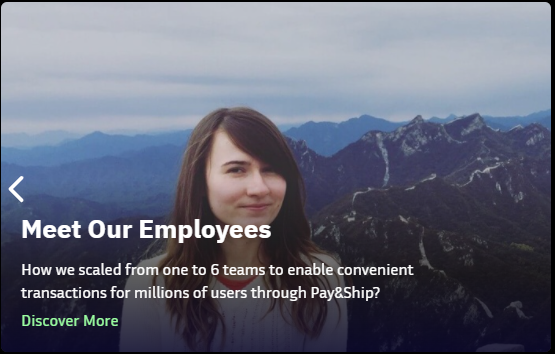 Meet Our Employees
How we scaled from one to 6 teams to enable convenient
transactions for millions of users through Pay&Ship?
Discover More